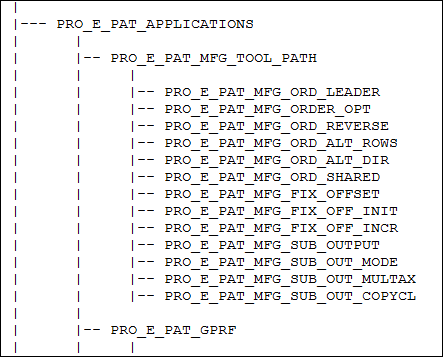 |
|--- PRO_E_PAT_APPLICATIONS
|       |
|       |-- PRO_E_PAT_MFG_TOOL_PATH
|       |      |
|       |      |-- PRO_E_PAT_MFG_ORD_LEADER
|       |      |-- PRO_E_PAT_MFG_ORDER_OPT
|       |      |-- PRO_E_PAT_MFG_ORD_REVERSE
|       |      |-- PRO_E_PAT_MFG_ORD_ALT_ROWS
|       |      |-- PRO_E_PAT_MFG_ORD_ALT_DIR
|       |      |-- PRO_E_PAT_MFG_ORD_SHARED
|       |      |-- PRO_E_PAT_MFG_FIX_OFFSET
|       |      |-- PRO_E_PAT_MFG_FIX_OFF_INIT
|       |      |-- PRO_E_PAT_MFG_FIX_OFF_INCR
|       |      |-- PRO_E_PAT_MFG_SUB_OUTPUT
|       |      |-- PRO_E_PAT_MFG_SUB_OUT_MODE
|       |      |-- PRO_E_PAT_MFG_SUB_OUT_MULTAX
|       |      |-- PRO_E_PAT_MFG_SUB_OUT_COPYCL
|       |
|       |-- PRO_E_PAT_GPRF
|       |      |